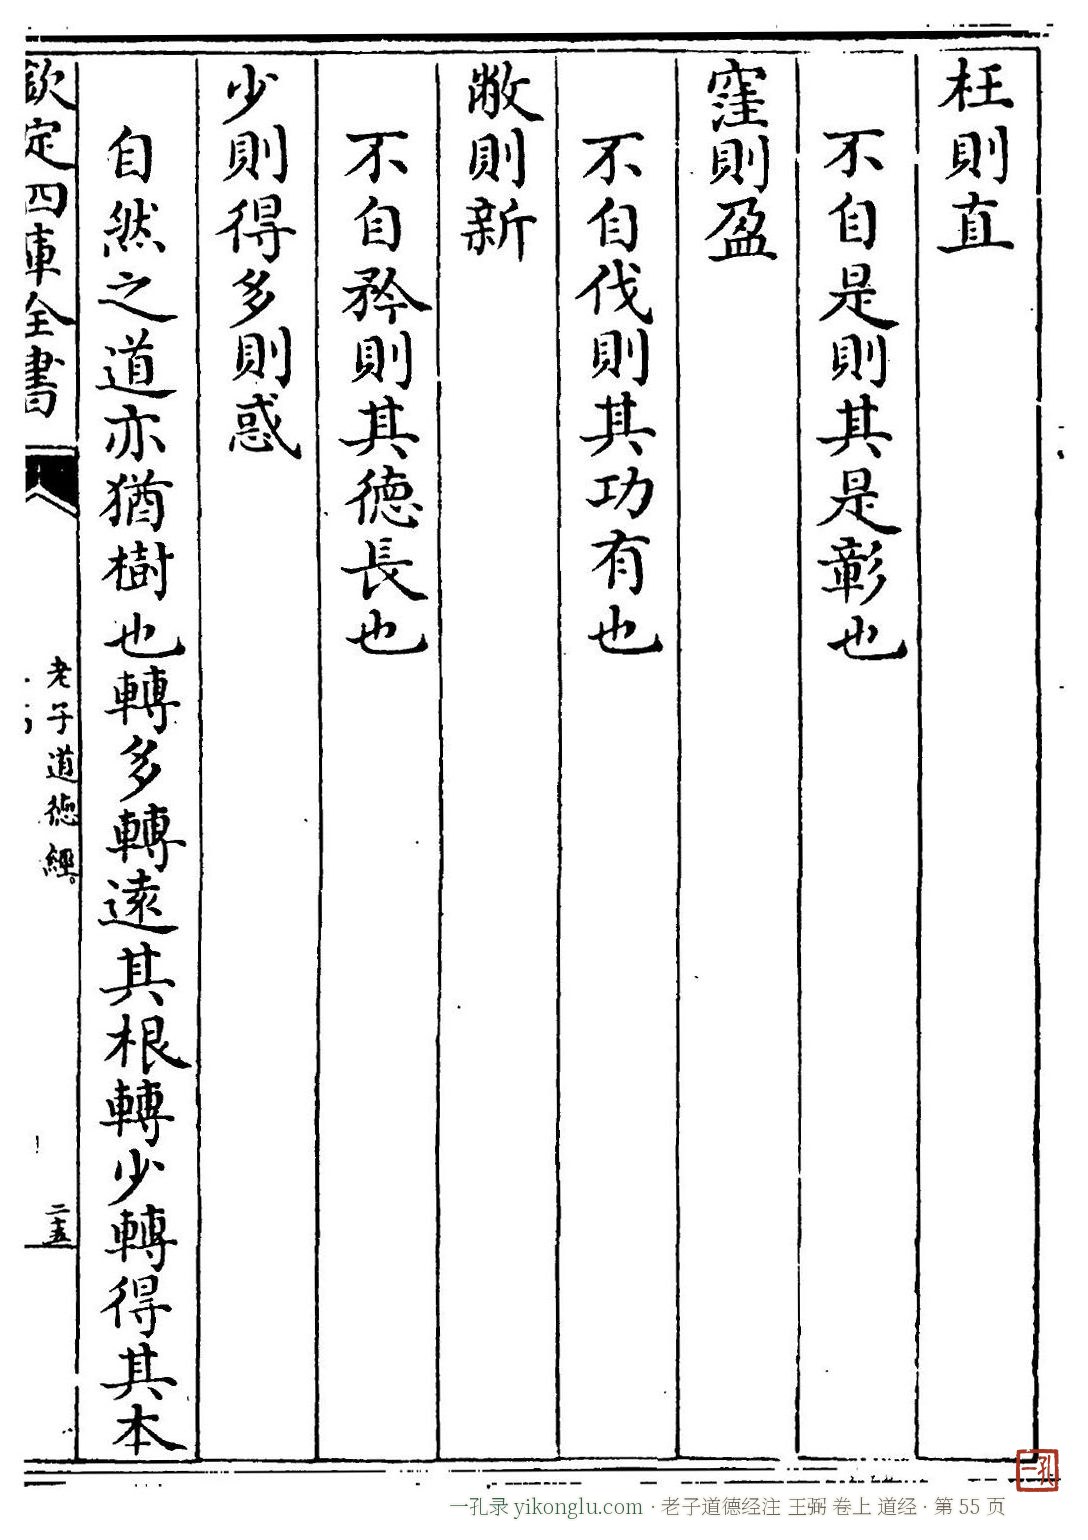 枉則直
不自是則其是彰也
窪則盈
不自伐則其功有也
敝則新
不自矜則其德長也
少則得多則惑
自然之道亦猶樹也轉多轉遠其根轉少轉得其本
欽定四庫全書
老子道德經
二十五
一孔
一孔录 yikonglu.com · 老子道德经注 王弼 卷上 道经 · 第 55 页